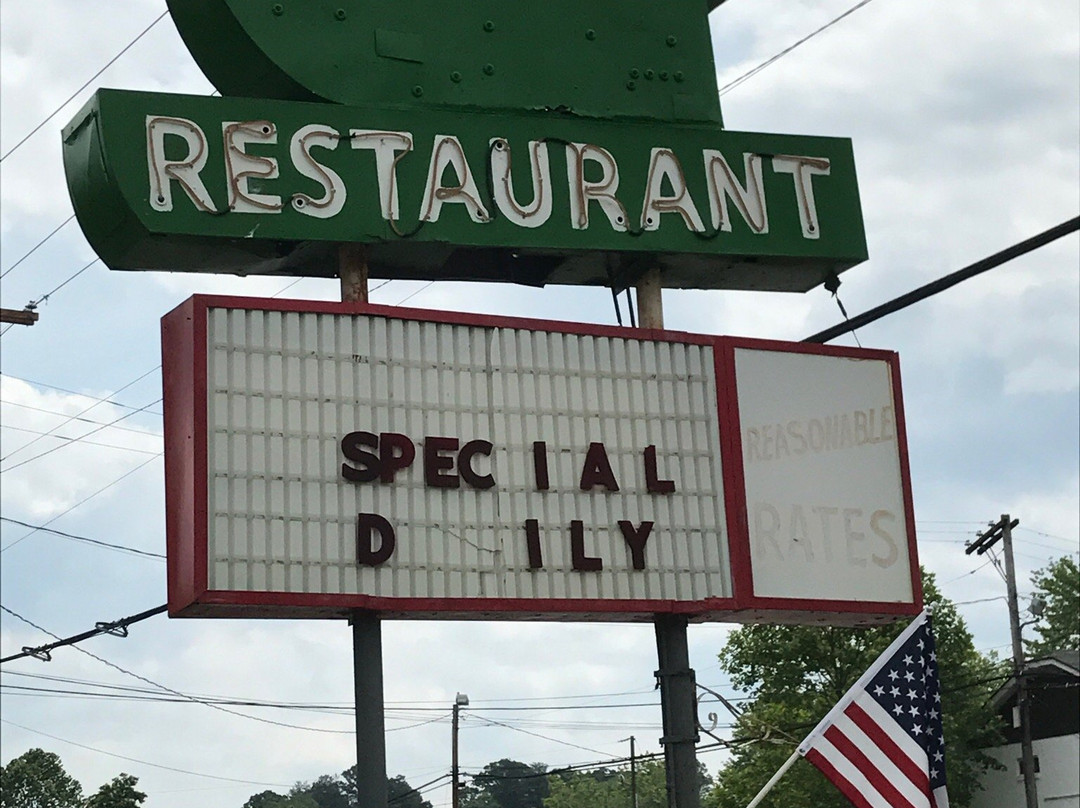 RESTAURANT
SPEC IAL
D ILY
REASONABLE
RATES